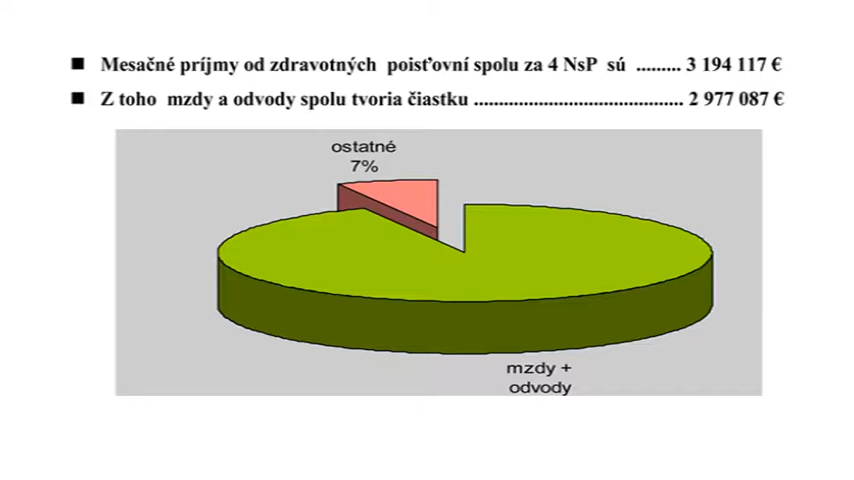 ■ Mesačné príjmy od zdravotných poisťovní spolu za 4 NsP sú ......... 3 194 117 €
■ Z toho mzdy a odvody spolu tvoria čiastku .......................................... 2 977 087 €
ostatné
7%
mzdy +
odvody